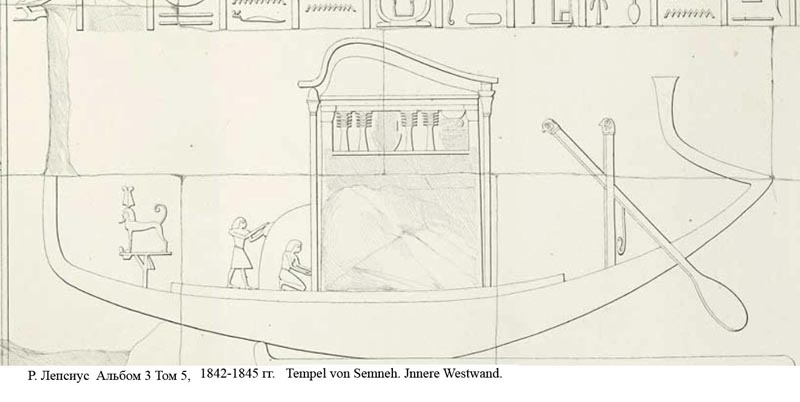 Р. Лепсиус Альбом 3 Том 5, 1842-1845 гг. Tempel von Semneh. Jnnere Westwand.